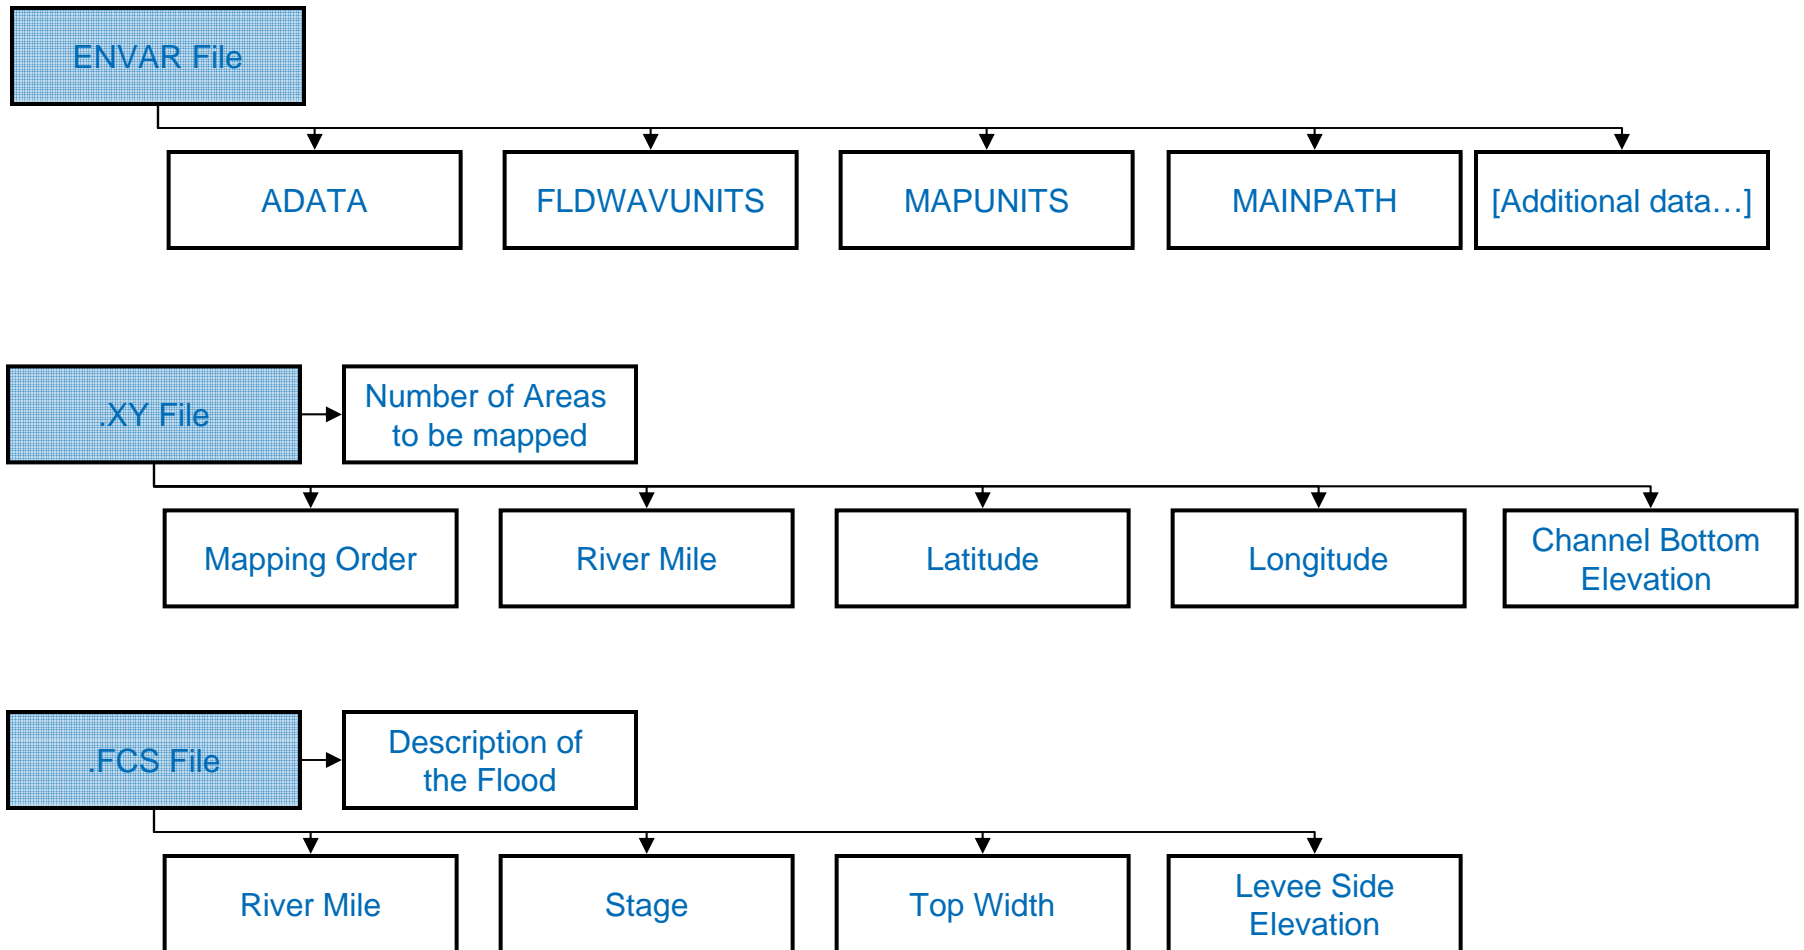 ENVAR File
ADATA
FLDWAVUNITS
MAPUNITS
MAINPATH
[Additional data…]
.XY File
Number of Areas
to be mapped
Mapping Order
River Mile
Latitude
Longitude
Channel Bottom
Elevation
.FCS File
Description of
the Flood
River Mile
Stage
Top Width
Levee Side
Elevation